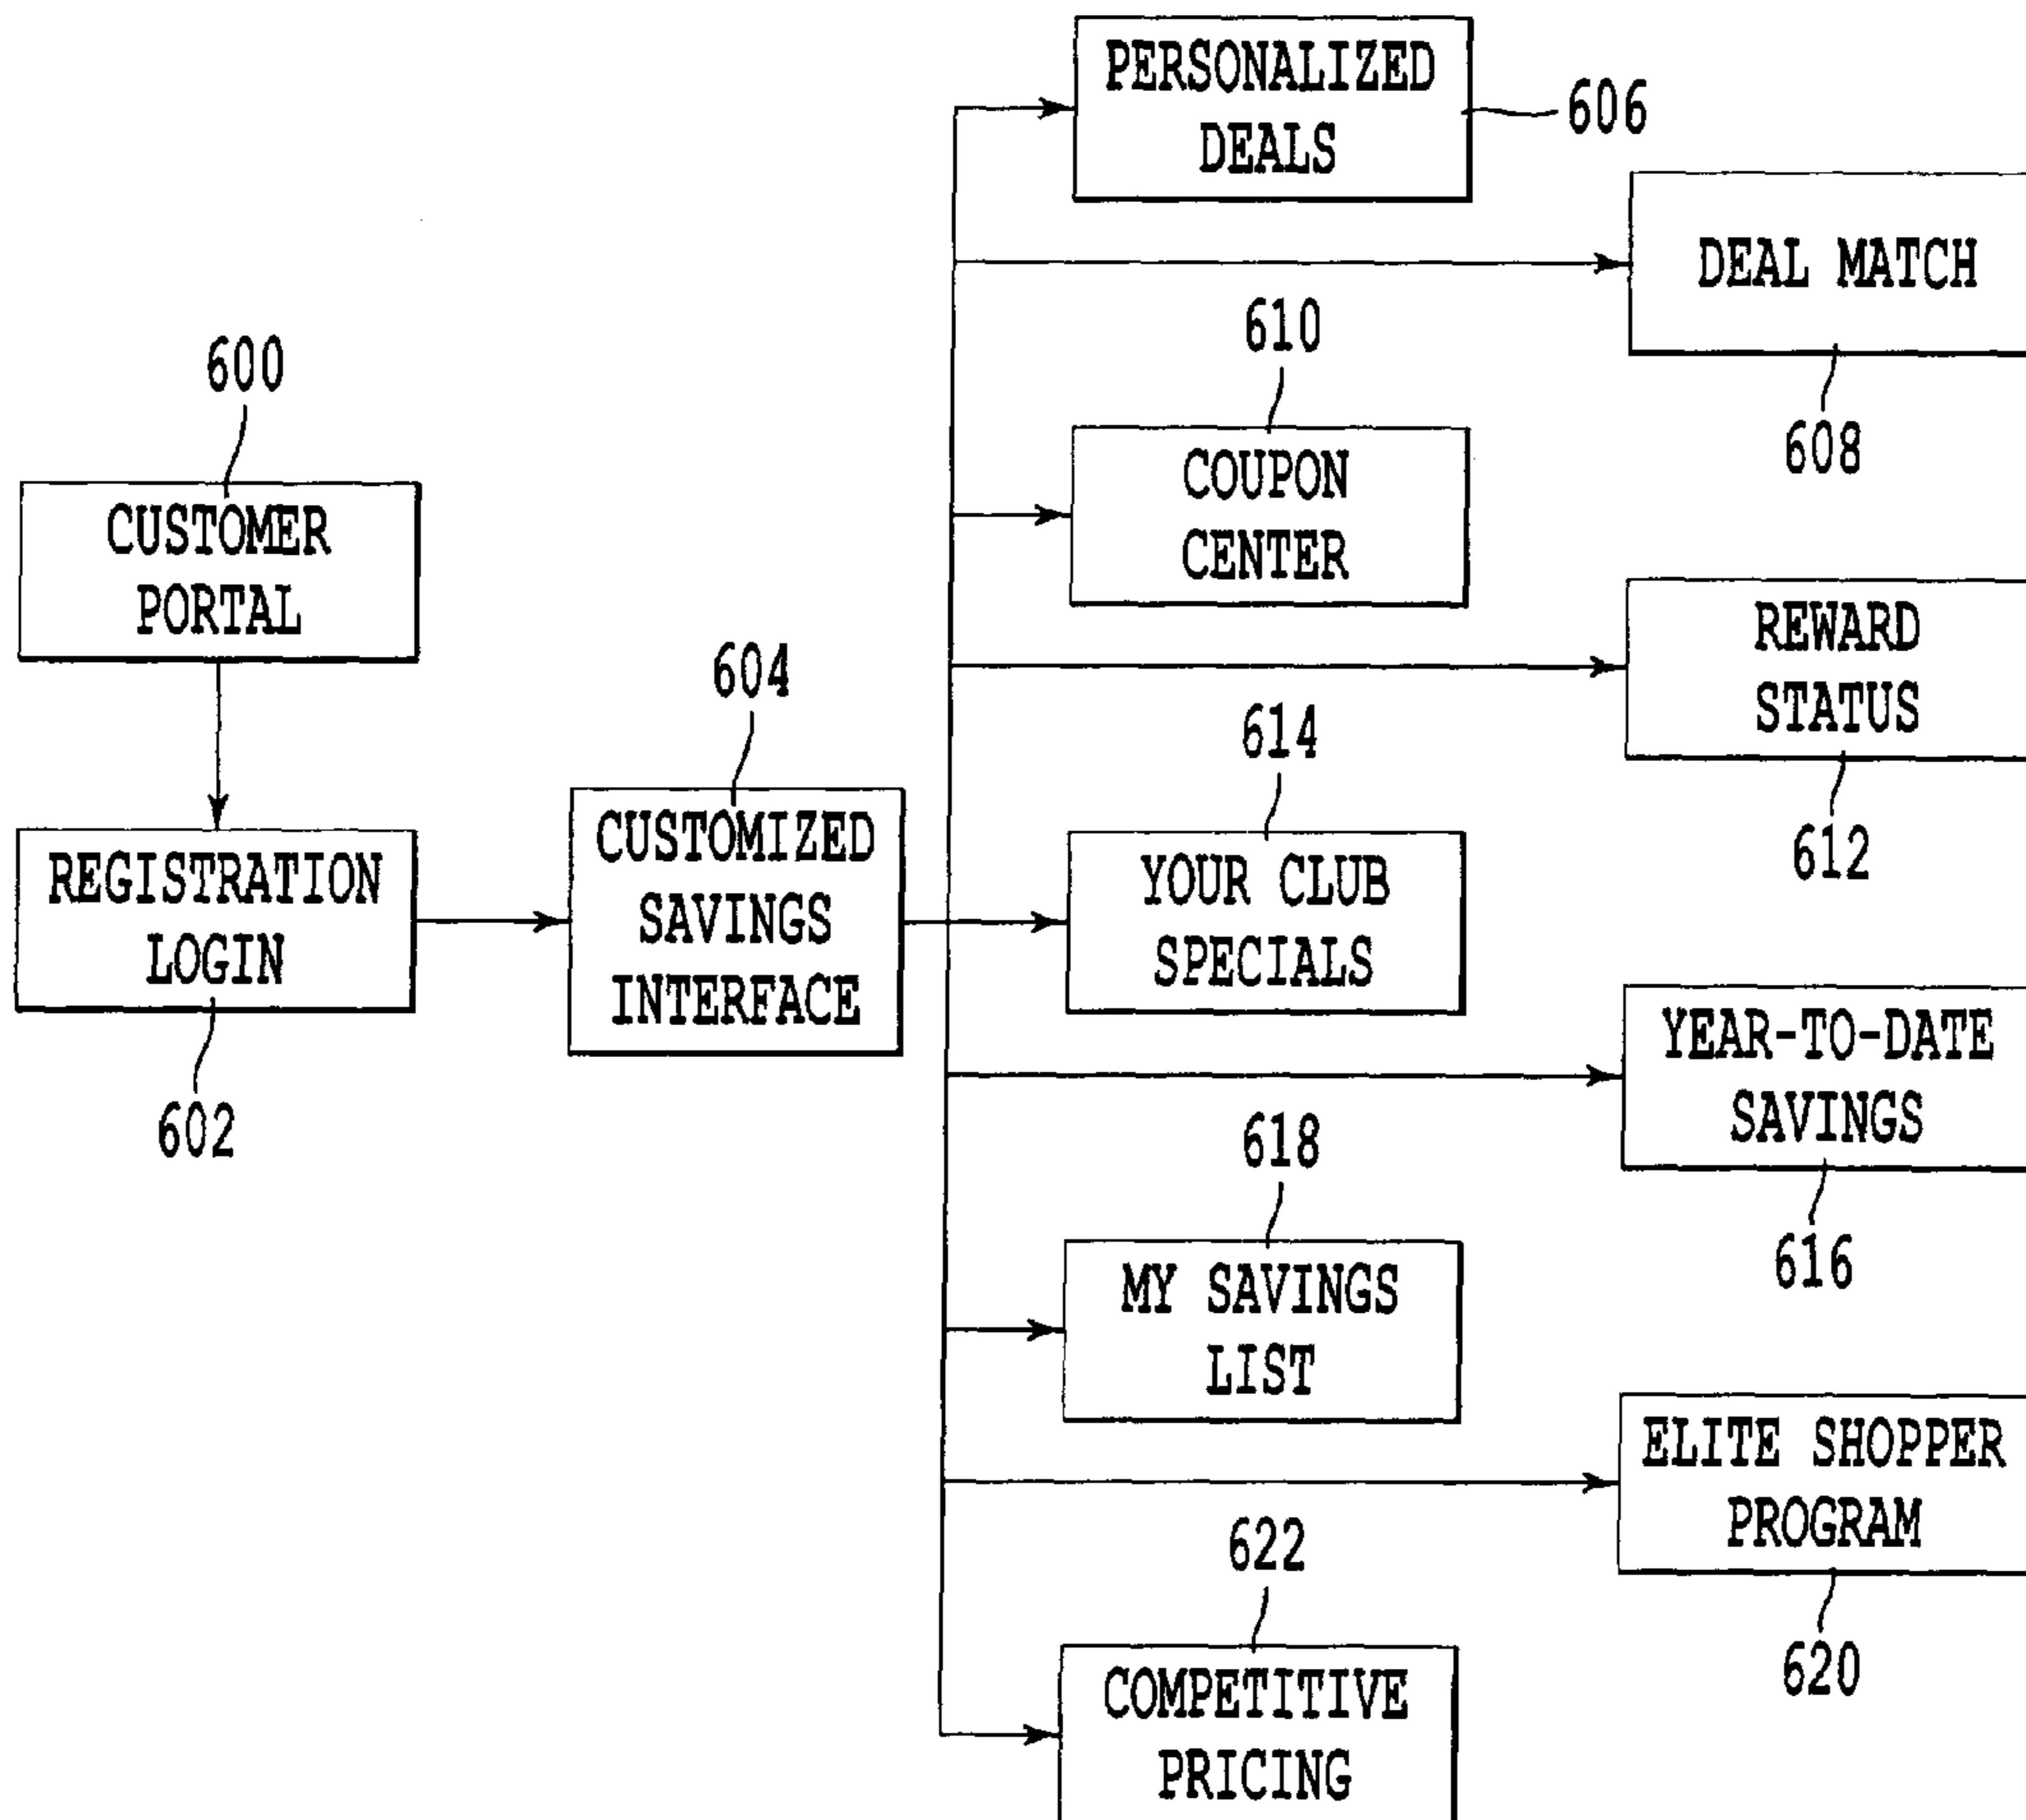 PERSONALIZED
DEALS
606
DEAL MATCH
608
610
COUPON
CENTER
600
CUSTOMER
PORTAL
REWARD
STATUS
612
604
CUSTOMIZED
SAVINGS
INTERFACE
REGISTRATION
LOGIN
602
614
YOUR CLUB
SPECIALS
YEAR-TO-DATE
SAVINGS
616
618
MY SAVINGS
LIST
ELITE SHOPPER
PROGRAM
620
622
COMPETITIVE
PRICING